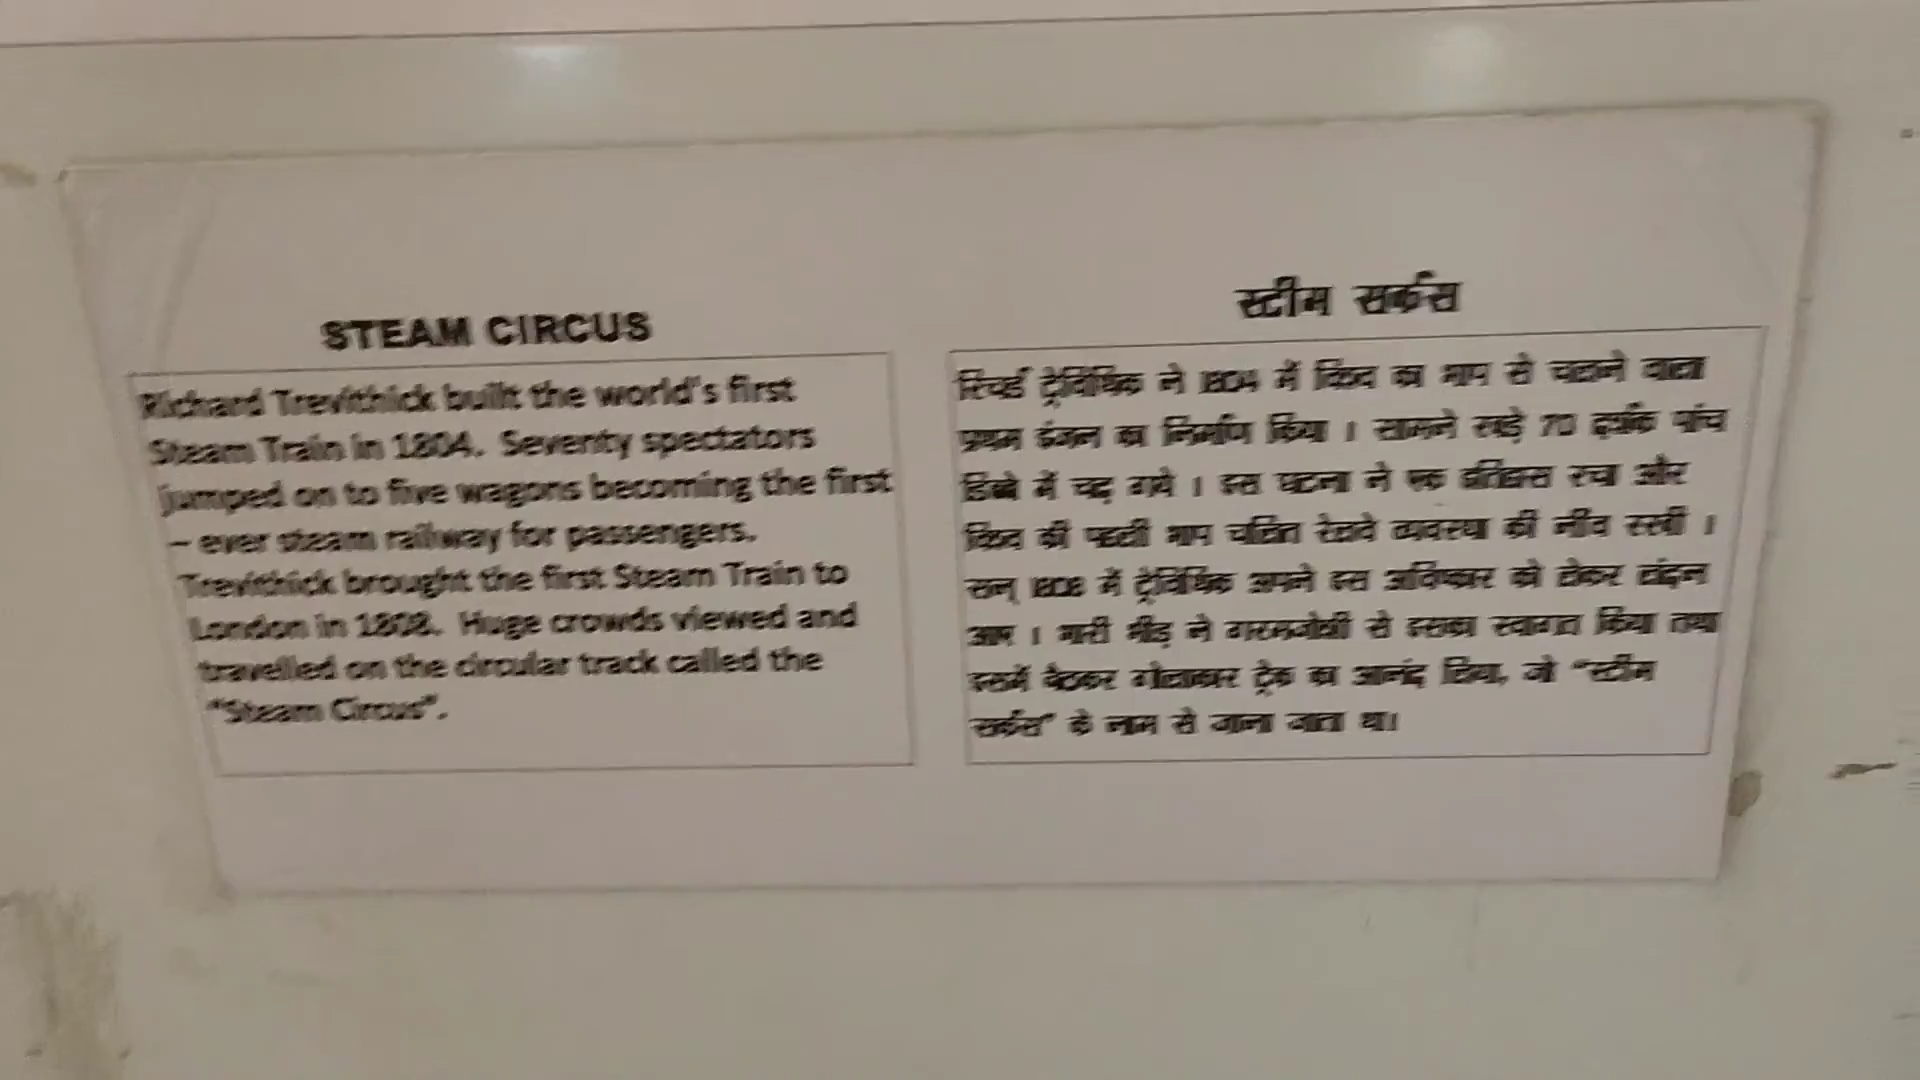 STEAM CIRCUS
Richard Trevithick built the world's first
Steam Train in 1804. Seventy spectators
jumped on to five wagons becoming the first
– ever steam railway for passengers.
Trevithick brought the first Steam Train to
London in 1808. Huge crowds viewed and
travelled on the circular track called the
"Steam Circus".
स्टीम सर्कस
रिचर्ड ट्रेविथिक ने 1804 में विश्व का भाप से चलने वाला
प्रथम इंजन का निर्माण किया । सामने खड़े 70 दर्शक पांच
डिब्बे में चढ़ गये । इस घटना ने एक इतिहास रचा और
विश्व की पहली भाप चलित रेलवे व्यवस्था की नींव रखी ।
सन् 1808 में ट्रेविथिक अपने इस अविष्कार को लेकर लंदन
आए । भारी भीड़ ने गरमजोशी से इसका स्वागत किया तथा
इसमें बैठकर गोलाकार ट्रेक का आनंद लिया, जो "स्टीम
सर्कस" के नाम से जाना जाता था।